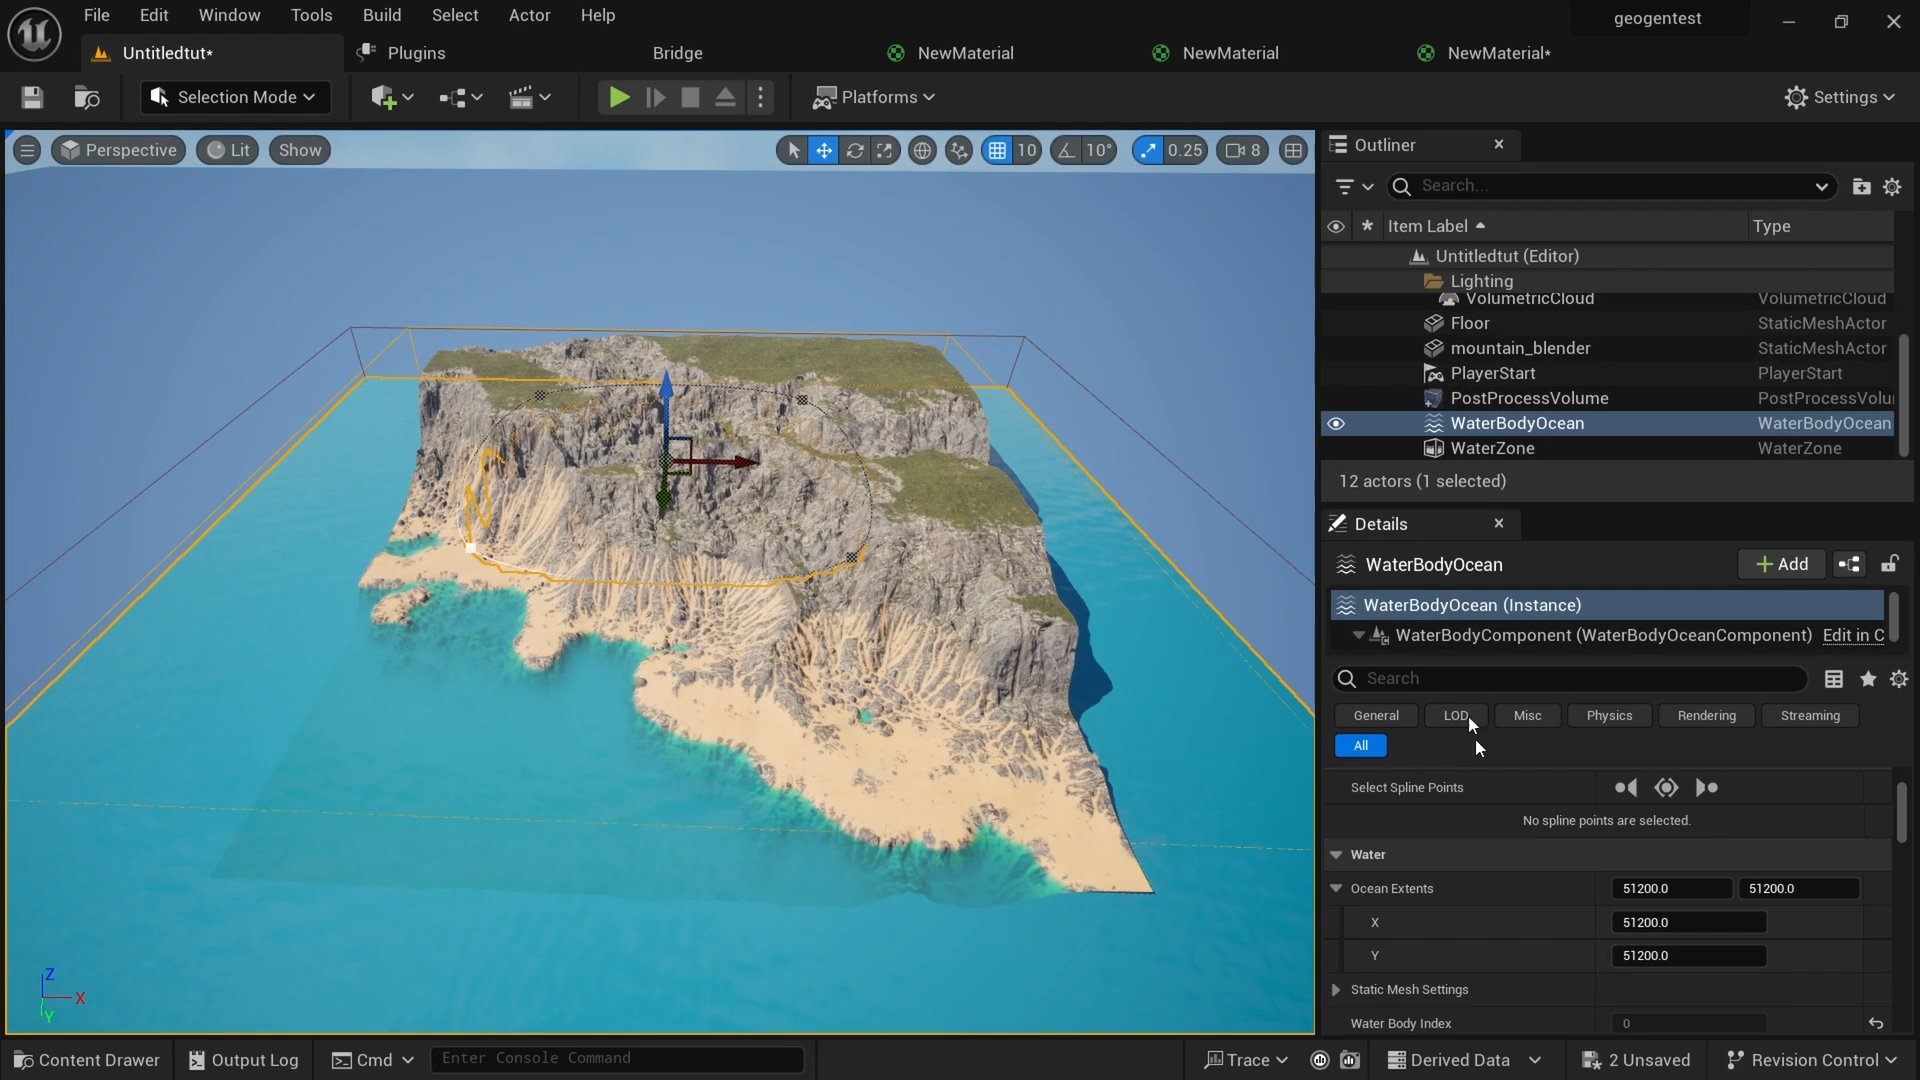 File Edit Window Tools Build Select Actor Help
geogentest
Untitledtut*
Plugins
Bridge
NewMaterial
NewMaterial
NewMaterial*
Selection Mode
Platforms
Settings
Perspective Lit Show
10 10° 0.25 8
Z
X
Y
Outliner
Search...
Item Label Type
Untitledtut (Editor)
Lighting
VolumetricCloud VolumetricCloud
Floor StaticMeshActor
mountain_blender StaticMeshActor
PlayerStart PlayerStart
PostProcessVolume PostProcessVolu
WaterBodyOcean WaterBodyOcean
WaterZone WaterZone
12 actors (1 selected)
Details
WaterBodyOcean
+ Add
WaterBodyOcean (Instance)
WaterBodyComponent (WaterBodyOceanComponent) Edit in C
Search
General LOD Misc Physics Rendering Streaming
All
Select Spline Points
No spline points are selected.
Water
Ocean Extents 51200.0 51200.0
X 51200.0
Y 51200.0
Static Mesh Settings
Water Body Index 0
Content Drawer Output Log Cmd Enter Console Command
Trace Derived Data 2 Unsaved Revision Control